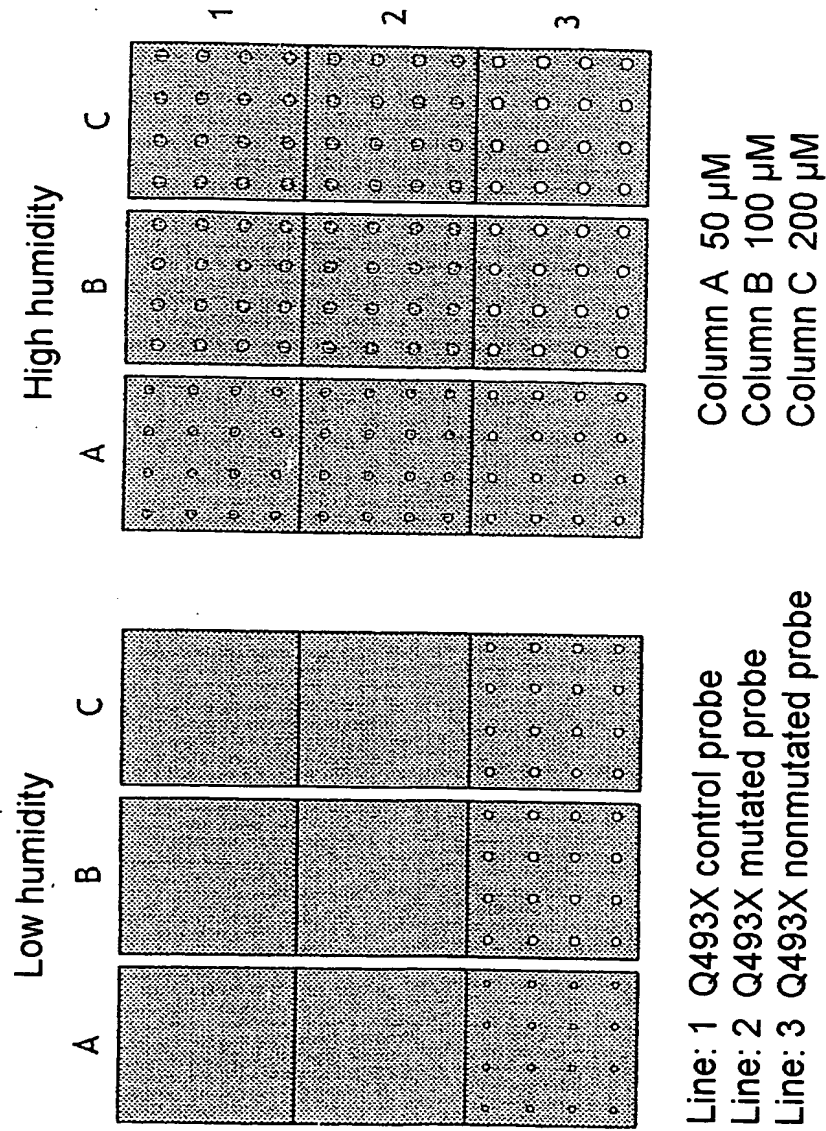 Low humidity
High humidity
A B C
A B C
1
2
3
Line: 1 Q493X control probe
Line: 2 Q493X mutated probe
Line: 3 Q493X nonmutated probe
Column A 50 µM
Column B 100 µM
Column C 200 µM